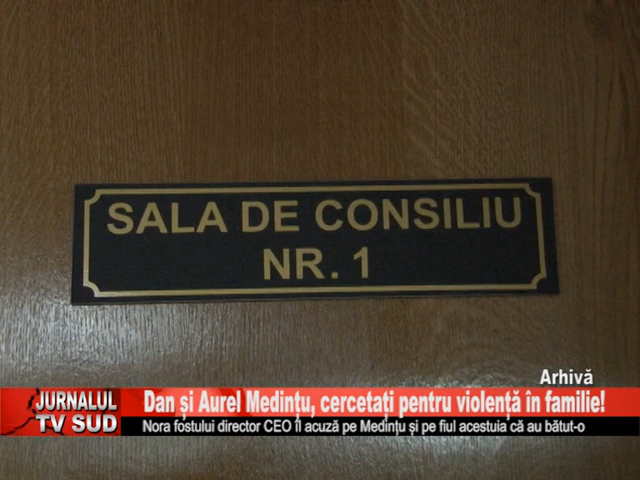 SALA DE CONSILIU
NR. 1
Arhivă
JURNALUL
TV SUD
Dan și Aurel Medințu, cercetați pentru violență în familie!
Nora fostului director CEO îl acuză pe Medințu și pe fiul acestuia că au bătut-o